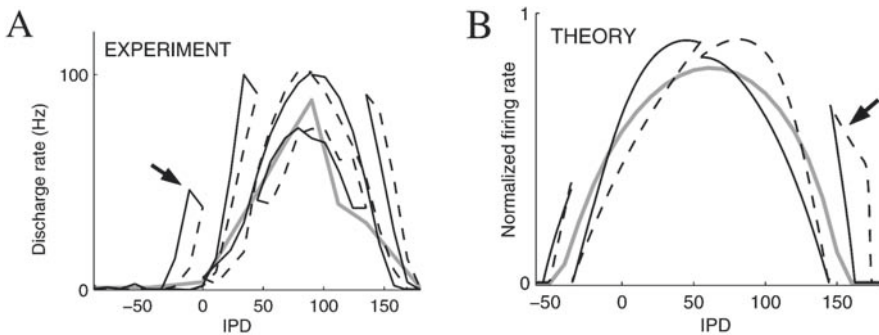 A
EXPERIMENT
Discharge rate (Hz)
100
0
−50
0
50
100
150
IPD
B
THEORY
Normalized firing rate
1
0
−50
0
50
100
150
IPD